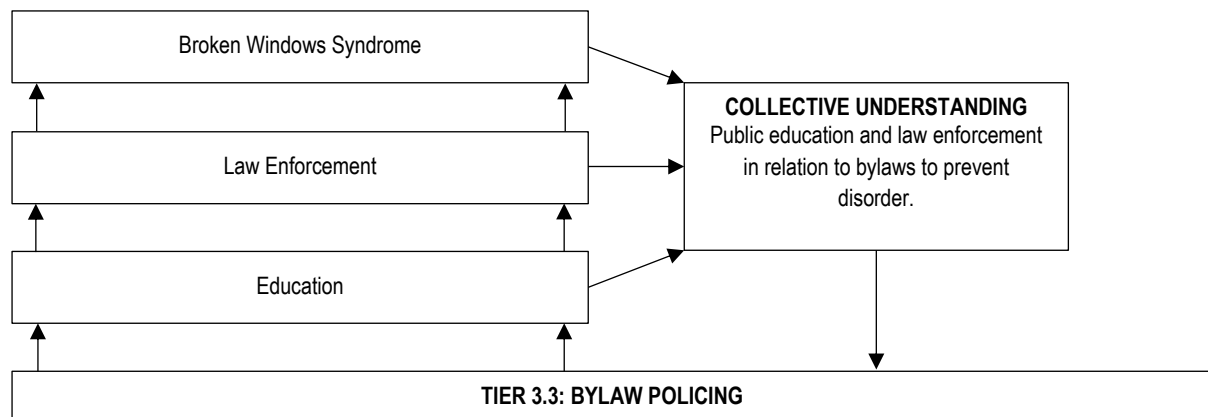 Broken Windows Syndrome
COLLECTIVE UNDERSTANDING
Public education and law enforcement
in relation to bylaws to prevent
disorder.
Law Enforcement
Education
TIER 3.3: BYLAW POLICING